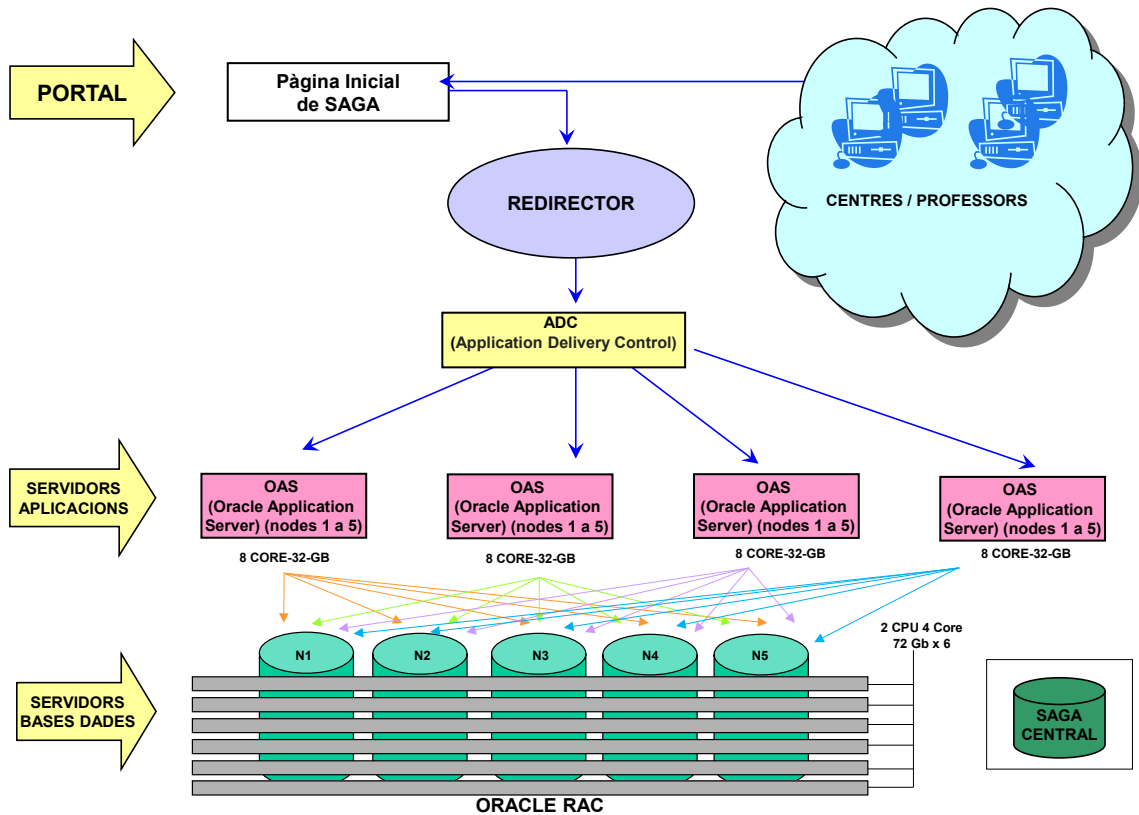 PORTAL
Pàgina Inicial
de SAGA
CENTRES / PROFESSORS
REDIRECTOR
ADC
(Application Delivery Control)
SERVIDORS
APLICACIONS
OAS
(Oracle Application
Server) (nodes 1 a 5)
8 CORE-32-GB
OAS
(Oracle Application
Server) (nodes 1 a 5)
8 CORE-32-GB
OAS
(Oracle Application
Server) (nodes 1 a 5)
8 CORE-32-GB
OAS
(Oracle Application
Server) (nodes 1 a 5)
8 CORE-32-GB
SERVIDORS
BASES DADES
N1
N2
N3
N4
N5
2 CPU 4 Core
72 Gb x 6
SAGA
CENTRAL
ORACLE RAC